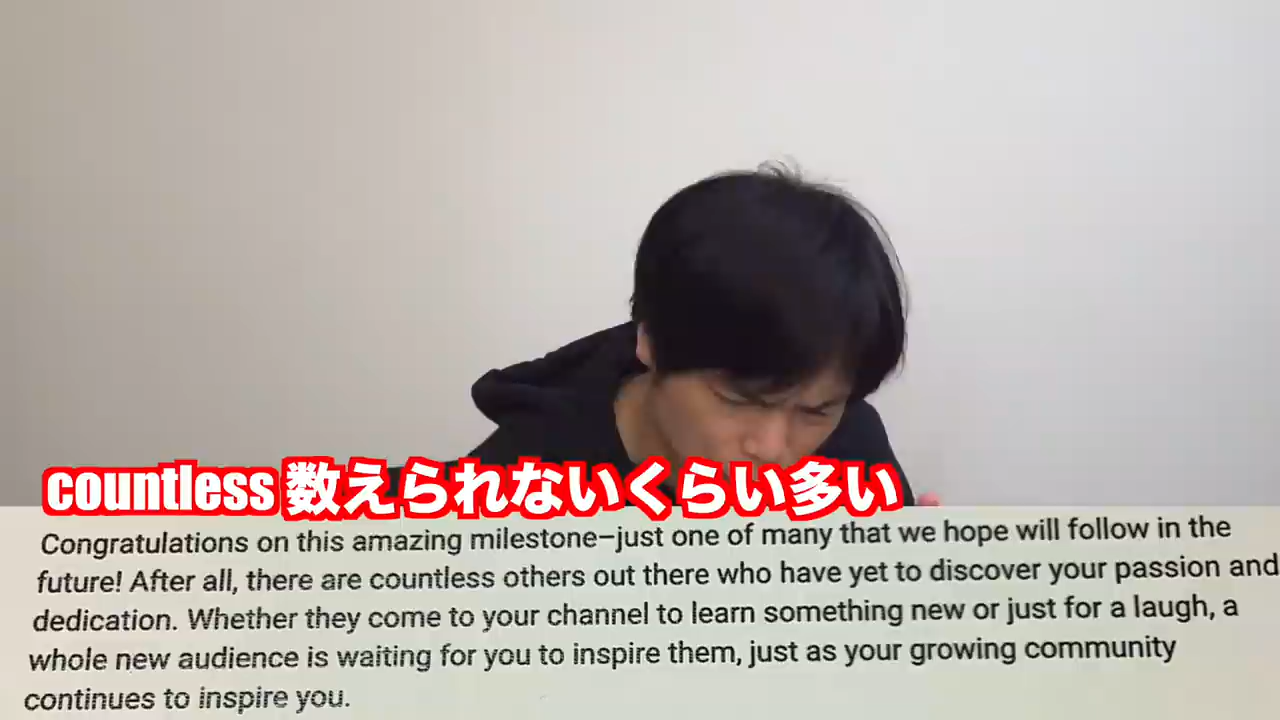 countless 数えられないくらい多い
Congratulations on this amazing milestone–just one of many that we hope will follow in the
future! After all, there are countless others out there who have yet to discover your passion and
dedication. Whether they come to your channel to learn something new or just for a laugh, a
whole new audience is waiting for you to inspire them, just as your growing community
continues to inspire you.